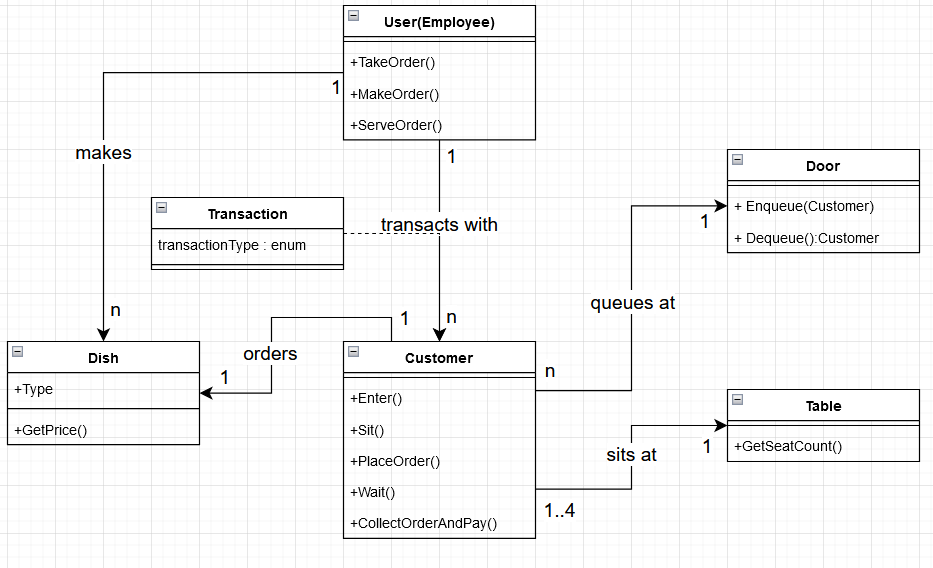 User(Employee)
+TakeOrder()
+MakeOrder()
+ServeOrder()
1
makes
n
1
transacts with
n
Transaction
transactionType : enum
Dish
+Type
+GetPrice()
1
orders
1
Customer
+Enter()
+Sit()
+PlaceOrder()
+Wait()
+CollectOrderAndPay()
n
queues at
1
Door
+ Enqueue(Customer)
+ Dequeue():Customer
1..4
sits at
1
Table
+GetSeatCount()